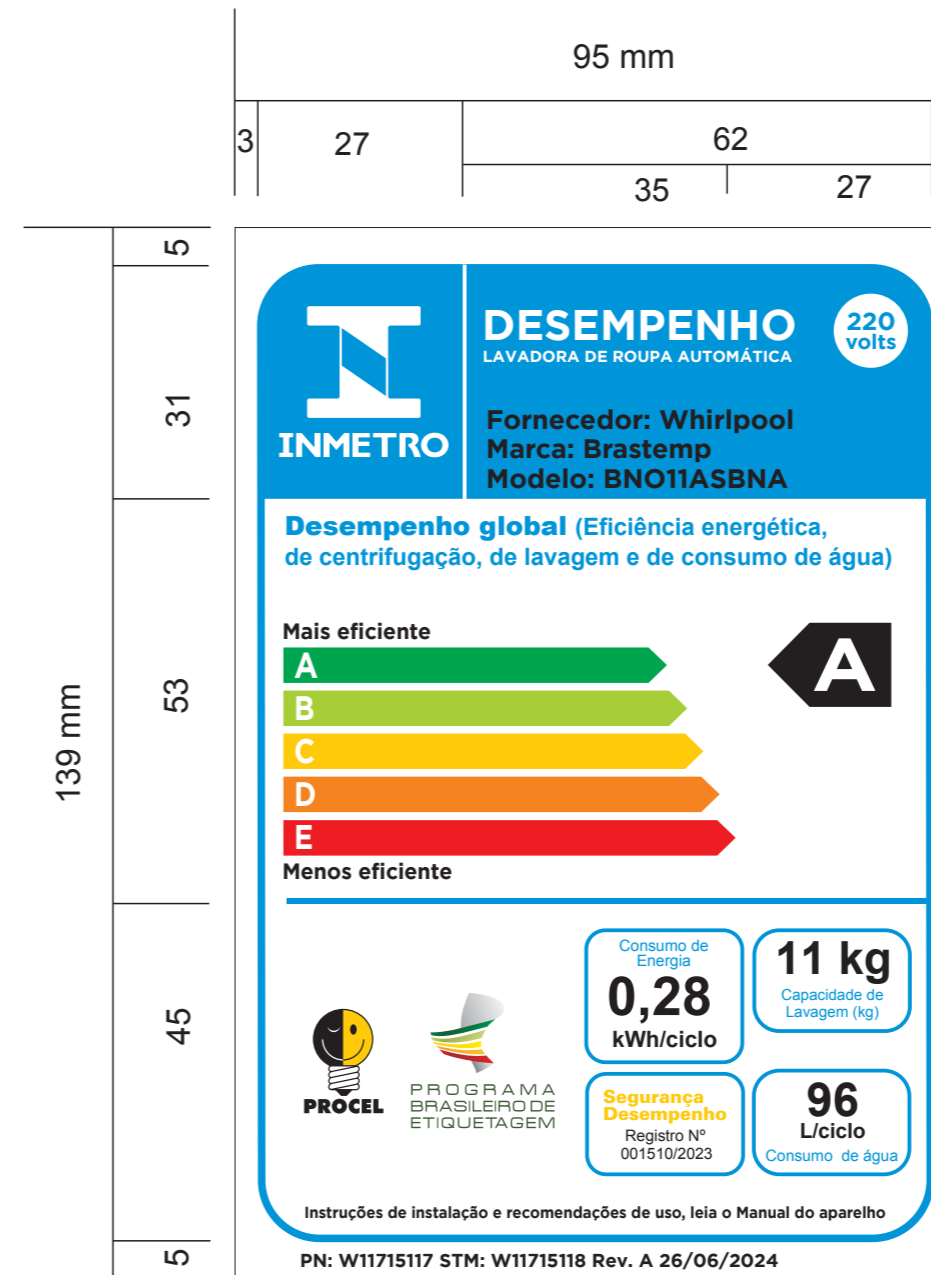 95 mm
3
27
62
35
27
5
31
139 mm
53
45
5
INMETRO
DESEMPENHO
LAVADORA DE ROUPA AUTOMÁTICA
220
volts
Fornecedor: Whirlpool
Marca: Brastemp
Modelo: BNO11ASBNA
Desempenho global (Eficiência energética,
de centrifugação, de lavagem e de consumo de água)
Mais eficiente
A
A
B
C
D
E
Menos eficiente
PROCEL
PROGRAMA
BRASILEIRO DE
ETIQUETAGEM
Consumo de
Energia
0,28
kWh/ciclo
11 kg
Capacidade de
Lavagem (kg)
Segurança
Desempenho
Registro Nº
001510/2023
96
L/ciclo
Consumo de água
Instruções de instalação e recomendações de uso, leia o Manual do aparelho
PN: W11715117 STM: W11715118 Rev. A 26/06/2024